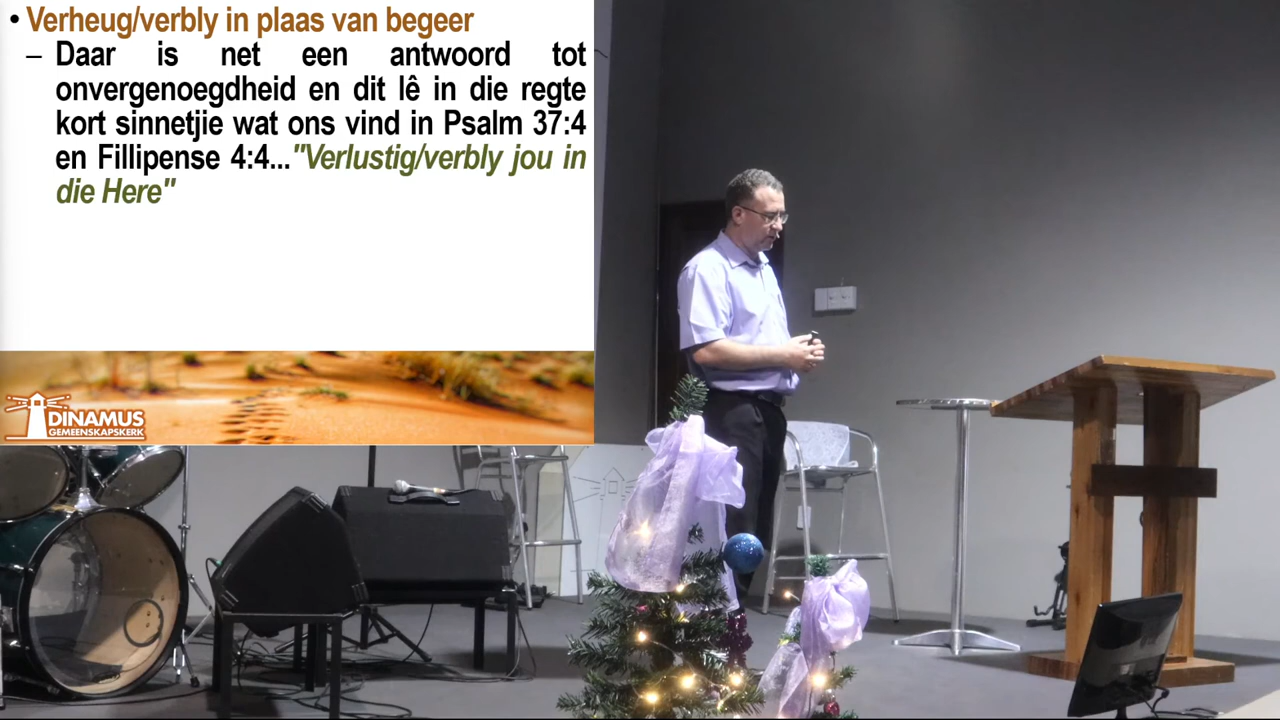 • Verheug/verbly in plaas van begeer
– Daar is net een antwoord tot
onvergenoegdheid en dit lê in die regte
kort sinnetjie wat ons vind in Psalm 37:4
en Fillipense 4:4..."Verlustig/verbly jou in
die Here"
DiNAMUS
GEMEENSKAPSKERK